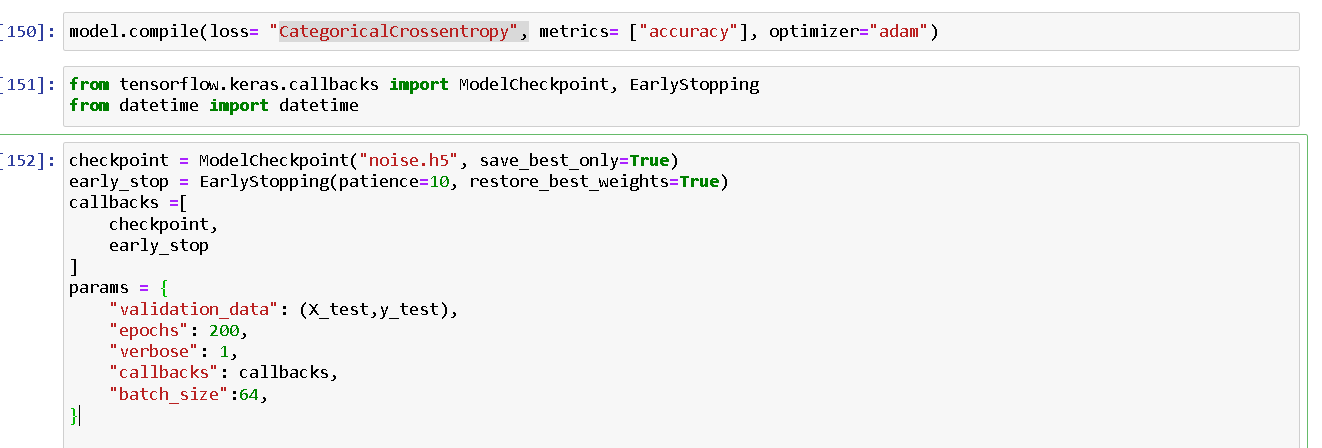 [150]: model.compile(loss= "CategoricalCrossentropy", metrics= ["accuracy"], optimizer="adam")
[151]: from tensorflow.keras.callbacks import ModelCheckpoint, EarlyStopping
from datetime import datetime
[152]: checkpoint = ModelCheckpoint("noise.h5", save_best_only=True)
early_stop = EarlyStopping(patience=10, restore_best_weights=True)
callbacks =[
checkpoint,
early_stop
]
params = {
"validation_data": (X_test,y_test),
"epochs": 200,
"verbose": 1,
"callbacks": callbacks,
"batch_size":64,
}